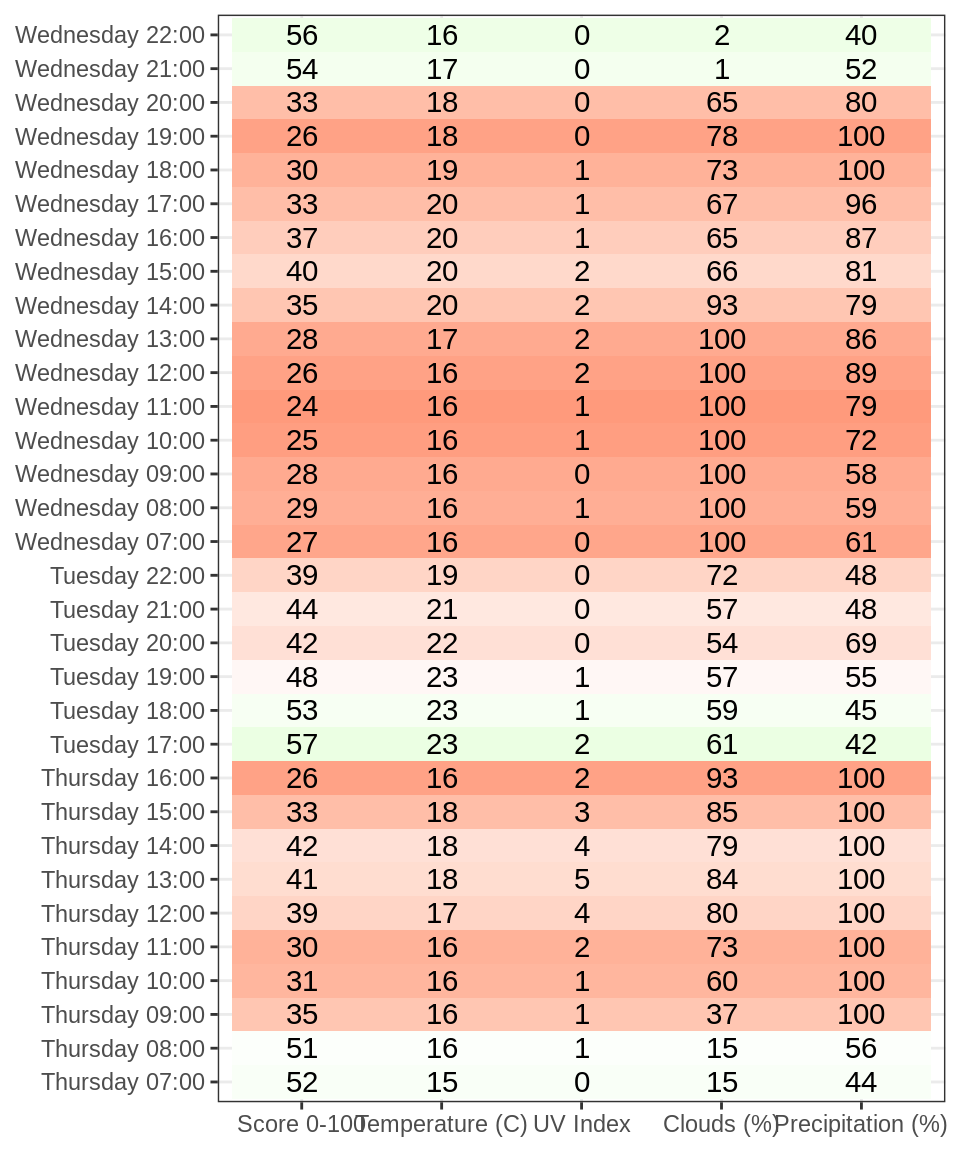 Wednesday 22:00 56 16 0 2 40
Wednesday 21:00 54 17 0 1 52
Wednesday 20:00 33 18 0 65 80
Wednesday 19:00 26 18 0 78 100
Wednesday 18:00 30 19 1 73 100
Wednesday 17:00 33 20 1 67 96
Wednesday 16:00 37 20 1 65 87
Wednesday 15:00 40 20 2 66 81
Wednesday 14:00 35 20 2 93 79
Wednesday 13:00 28 17 2 100 86
Wednesday 12:00 26 16 2 100 89
Wednesday 11:00 24 16 1 100 79
Wednesday 10:00 25 16 1 100 72
Wednesday 09:00 28 16 0 100 58
Wednesday 08:00 29 16 1 100 59
Wednesday 07:00 27 16 0 100 61
Tuesday 22:00 39 19 0 72 48
Tuesday 21:00 44 21 0 57 48
Tuesday 20:00 42 22 0 54 69
Tuesday 19:00 48 23 1 57 55
Tuesday 18:00 53 23 1 59 45
Tuesday 17:00 57 23 2 61 42
Thursday 16:00 26 16 2 93 100
Thursday 15:00 33 18 3 85 100
Thursday 14:00 42 18 4 79 100
Thursday 13:00 41 18 5 84 100
Thursday 12:00 39 17 4 80 100
Thursday 11:00 30 16 2 73 100
Thursday 10:00 31 16 1 60 100
Thursday 09:00 35 16 1 37 100
Thursday 08:00 51 16 1 15 56
Thursday 07:00 52 15 0 15 44
Score 0-100 Temperature (C) UV Index Clouds (%) Precipitation (%)